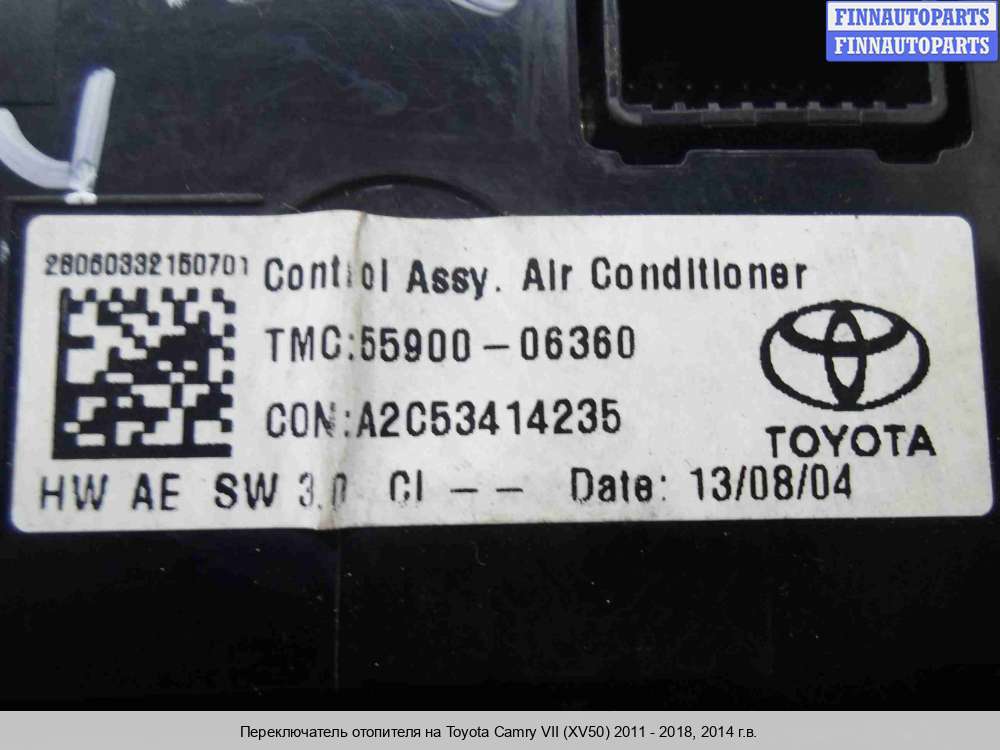 FINNAUTOPARTS
FINNAUTOPARTS
28060332150701
Control Assy. Air Conditioner
TMC:55900-06360
CON:A2C53414235
TOYOTA
HW AE SW 3.0 CI -- Date: 13/08/04
Переключатель отопителя на Toyota Camry VII (XV50) 2011 - 2018, 2014 г.в.